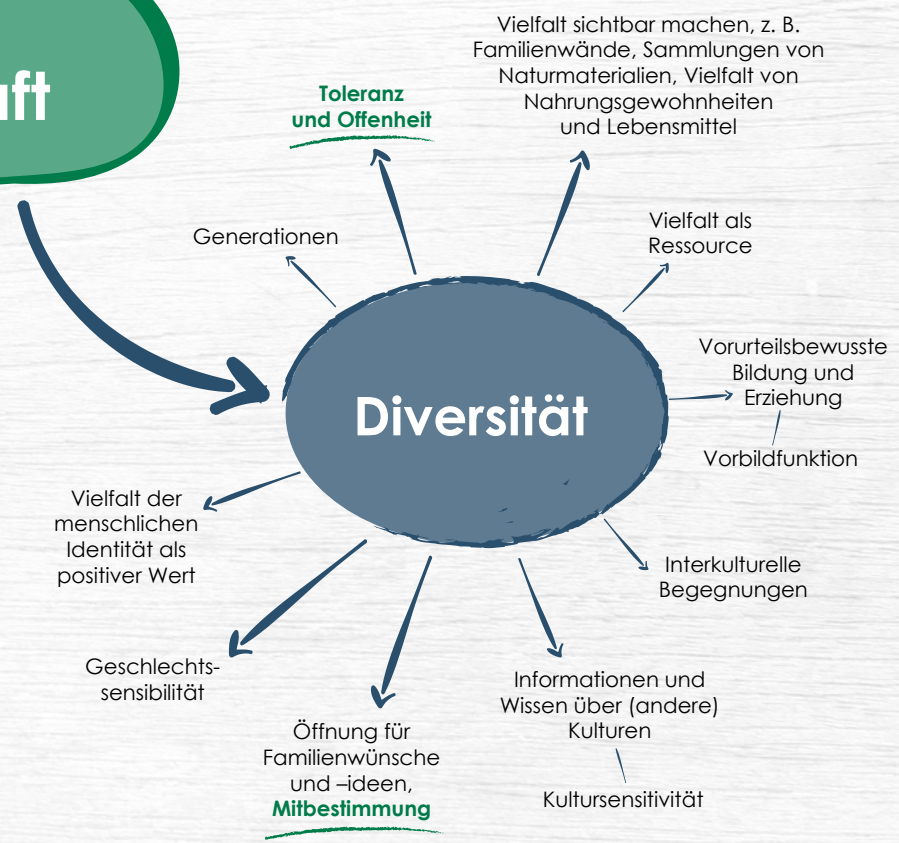 Vielfalt sichtbar machen, z. B.
Familienwände, Sammlungen von
Naturmaterialien, Vielfalt von
Nahrungsgewohnheiten
und Lebensmittel
Toleranz
und Offenheit
Generationen
Vielfalt als
Ressource
Vorurteilsbewusste
Bildung und
Erziehung
Vorbildfunktion
Diversität
Vielfalt der
menschlichen
Identität als
positiver Wert
Interkulturelle
Begegnungen
Geschlechts-
sensibilität
Informationen und
Wissen über (andere)
Kulturen
Kultursensitivität
Öffnung für
Familienwünsche
und –ideen,
Mitbestimmung